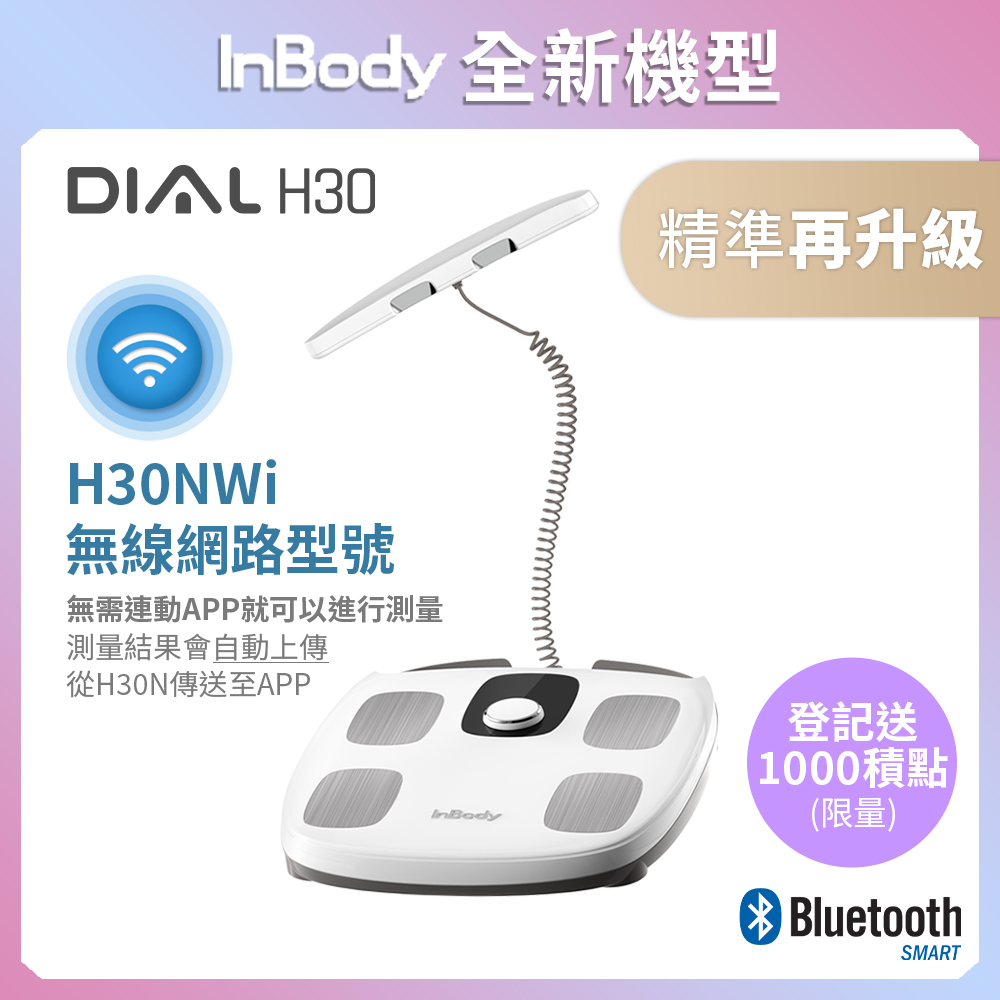 InBody 全新機型
DIAL H30
精準再升級
H30NWi
無線網路型號
無需連動APP就可以進行測量
測量結果會自動上傳
從H30N傳送至APP
登記送
1000積點
(限量)
InBody
Bluetooth
SMART